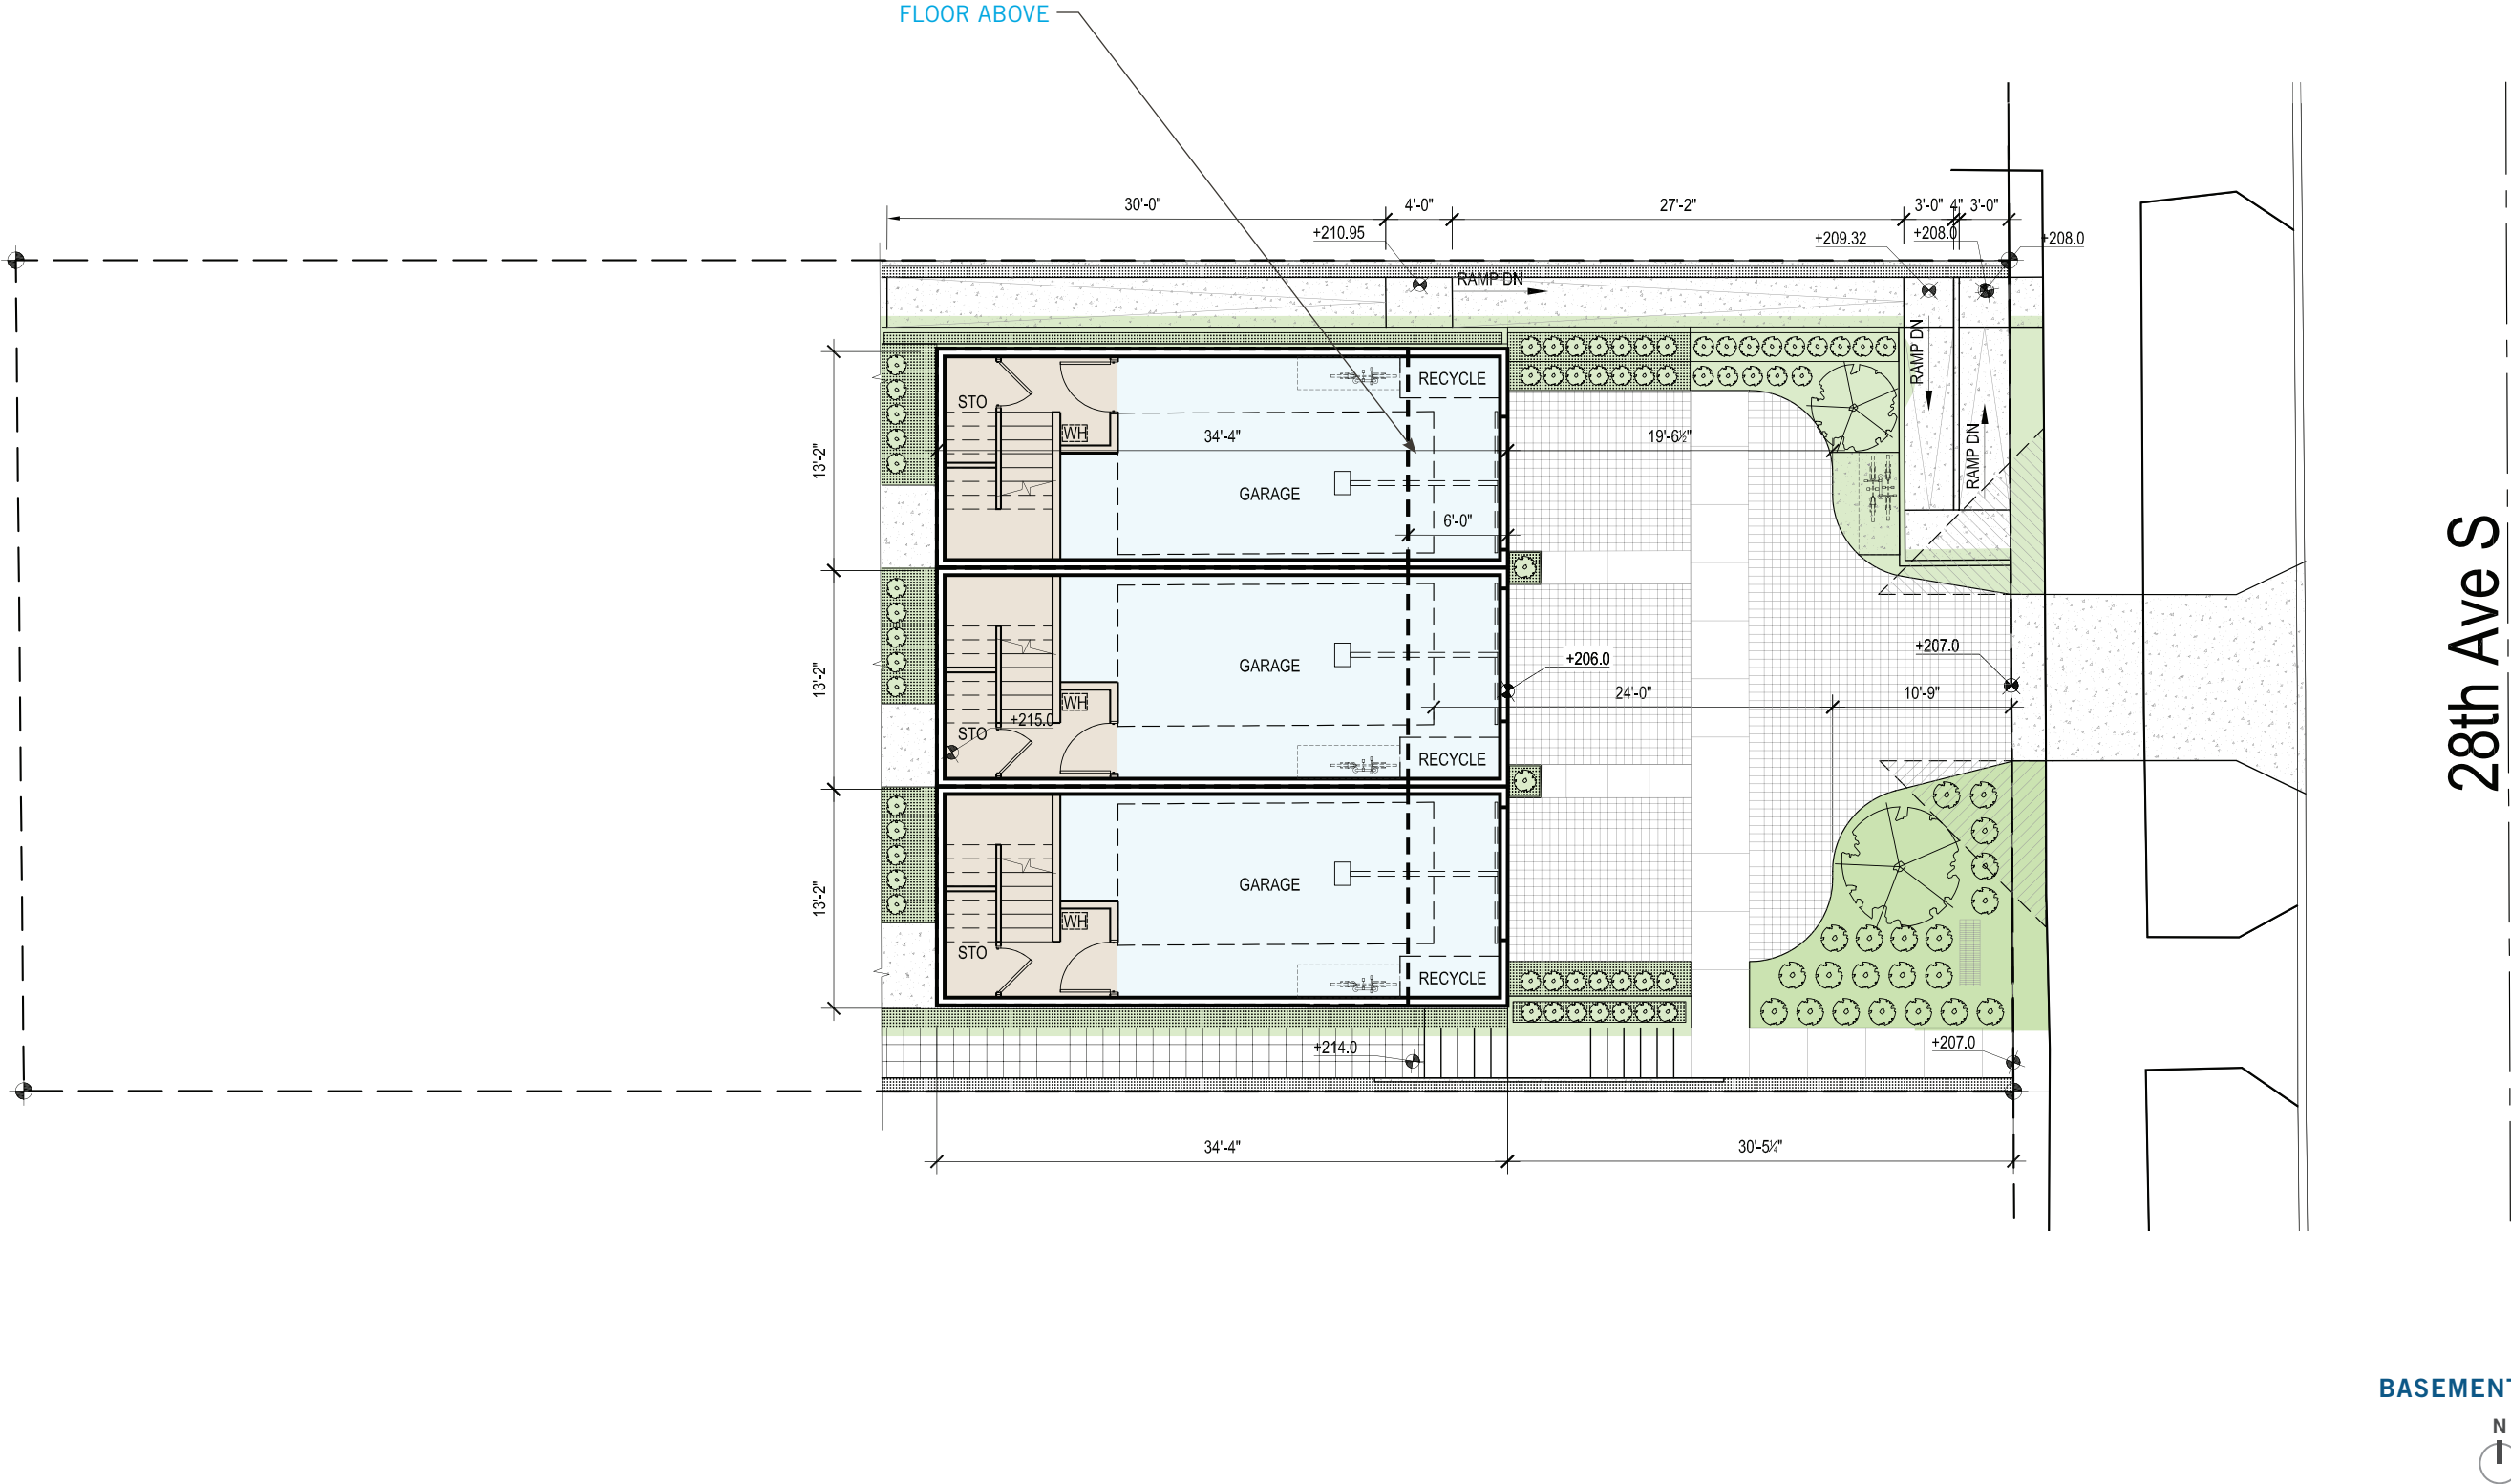 FLOOR ABOVE
30'-0"
4'-0"
27'-2"
3'-0"
4"
3'-0"
+210.95
+209.32
+208.0
+208.0
RAMP DN
RAMP DN
RAMP DN
STO
WH
RECYCLE
34'-4"
19'-6½"
13'-2"
GARAGE
6'-0"
28th Ave S
GARAGE
+206.0
+207.0
13'-2"
WH
24'-0"
10'-9"
+215.0
STO
RECYCLE
GARAGE
13'-2"
WH
STO
RECYCLE
+214.0
+207.0
34'-4"
30'-5¼"
BASEMENT
N